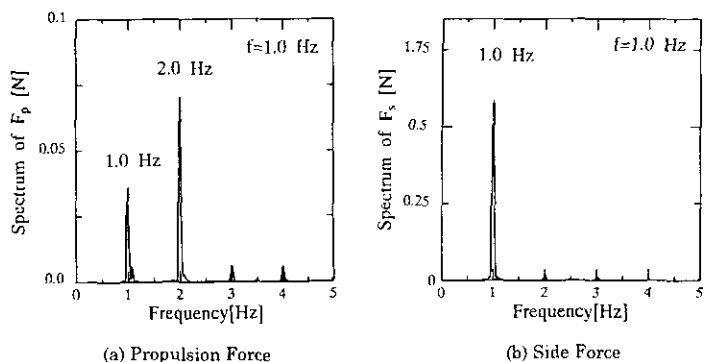 0.1
f=1.0 Hz
2.0 Hz
1.0 Hz
0.05
0.0
Spectrum of Fp [N]
0 1 2 3 4 5
Frequency[Hz]
(a) Propulsion Force
1.75
f=1.0 Hz
1.0 Hz
0.5
0.25
0
Spectrum of Fs [N]
0 1 2 3 4 5
Frequency[Hz]
(b) Side Force